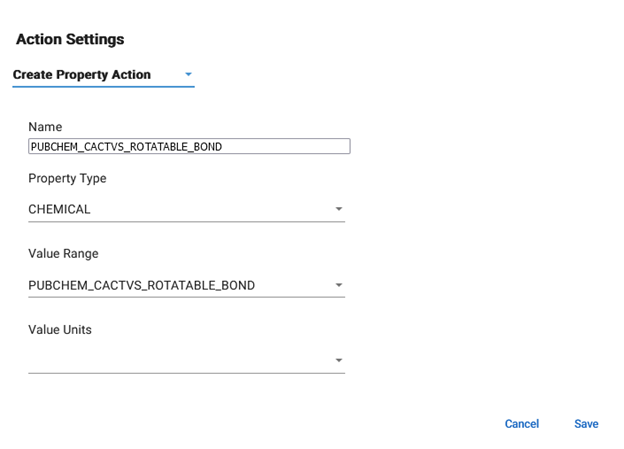 Action Settings
Create Property Action
Name
PUBCHEM_CACTVS_ROTATABLE_BOND
Property Type
CHEMICAL
Value Range
PUBCHEM_CACTVS_ROTATABLE_BOND
Value Units
Cancel Save